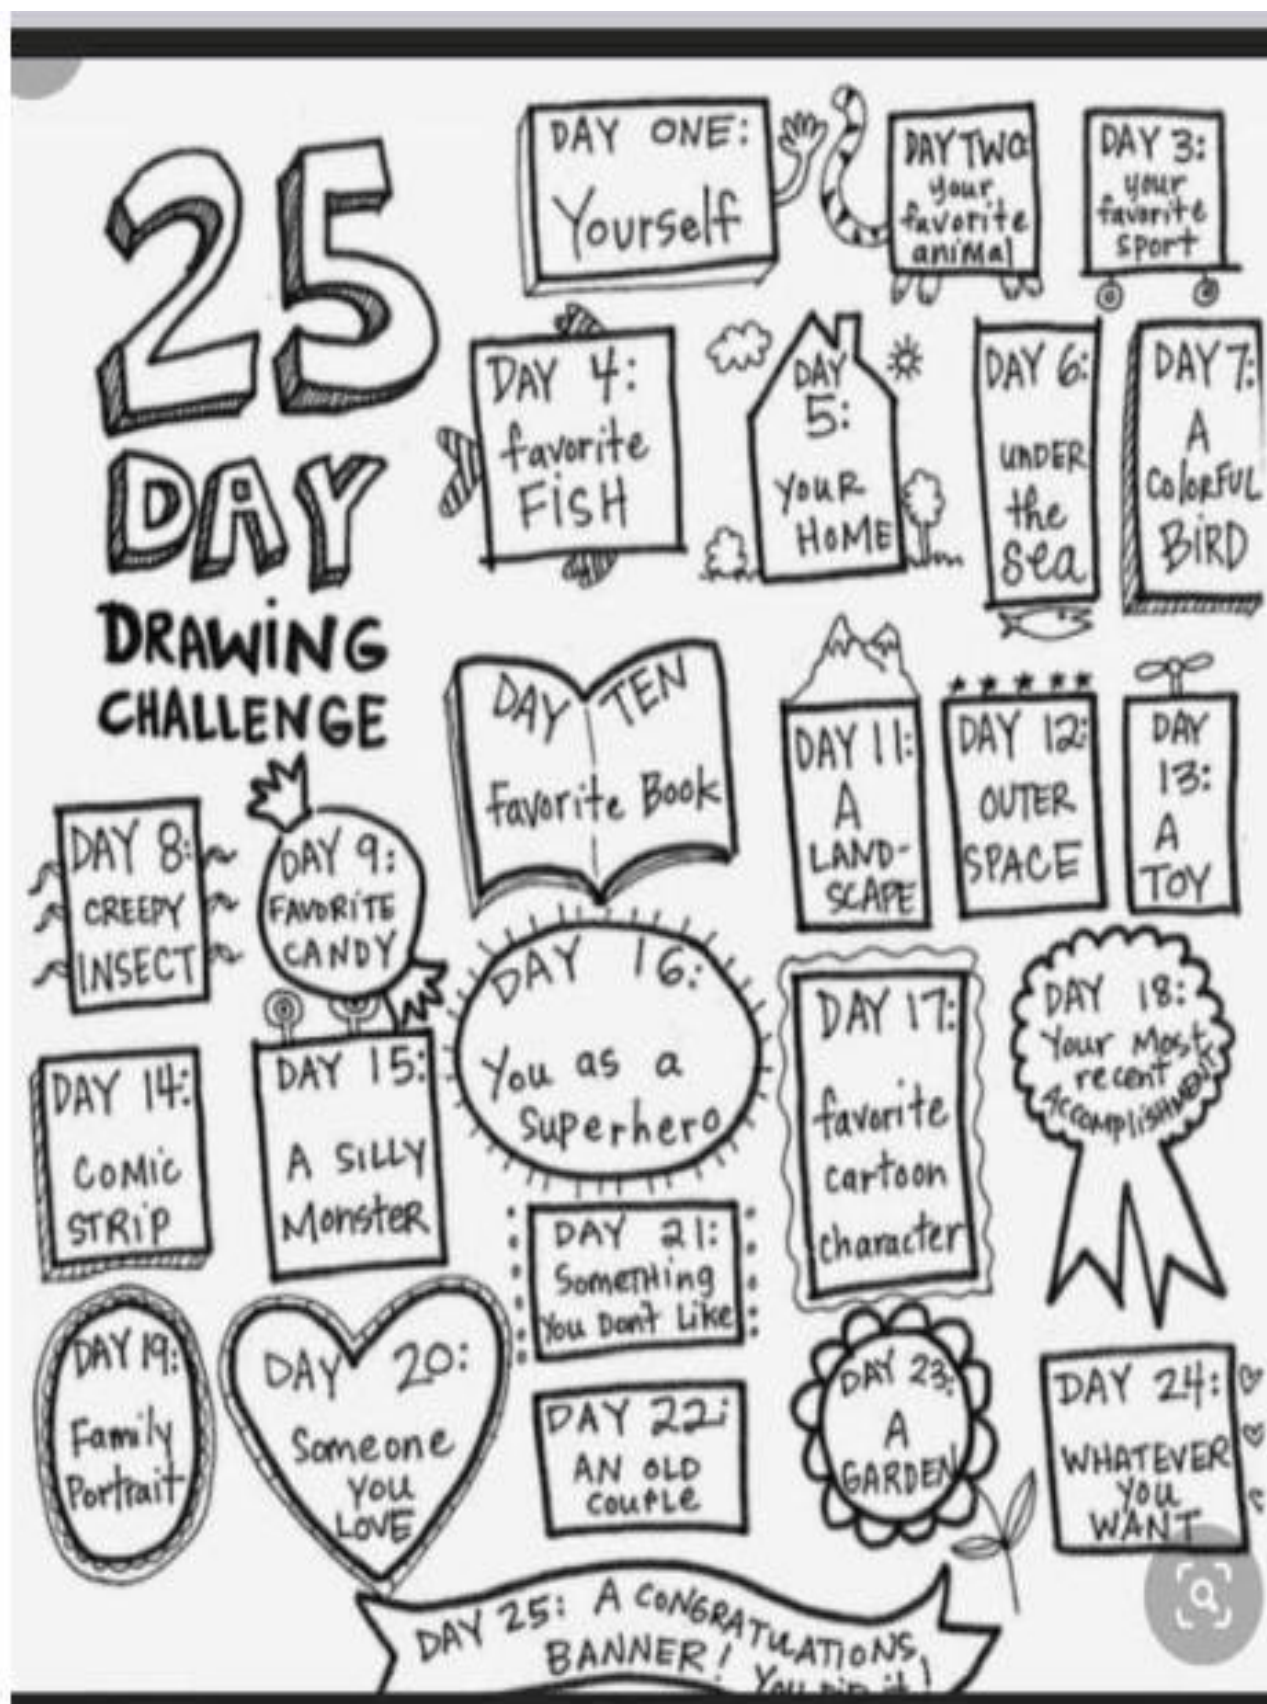 25
DAY
DRAWING
CHALLENGE
DAY ONE:
Yourself
DAY TWO:
your
favorite
animal
DAY 3:
your
favorite
sport
DAY 4:
favorite
FISH
DAY
5:
YOUR
HOME
DAY 6:
UNDER
the
sea
DAY 7:
A
COLORFUL
BIRD
DAY 8:
CREEPY
INSECT
DAY 9:
FAVORITE
CANDY
DAY TEN
Favorite Book
DAY 11:
A
LAND-
SCAPE
DAY 12:
OUTER
SPACE
DAY
13:
A
TOY
DAY 14:
COMIC
STRIP
DAY 15:
A SILLY
Monster
DAY 16:
You as a
Superhero
DAY 17:
favorite
cartoon
character
DAY 18:
Your Most
recent
ACCOMPLISHMENT
DAY 19:
Family
Portrait
DAY 20:
Someone
YOU
LOVE
DAY 21:
SomeTHing
You Don't Like
DAY 22:
AN OLD
COUPLE
DAY 23:
A
GARDEN
DAY 24:
WHATEVER
YOU
WANT
DAY 25: A CONGRATULATIONS
BANNER! You DID it!